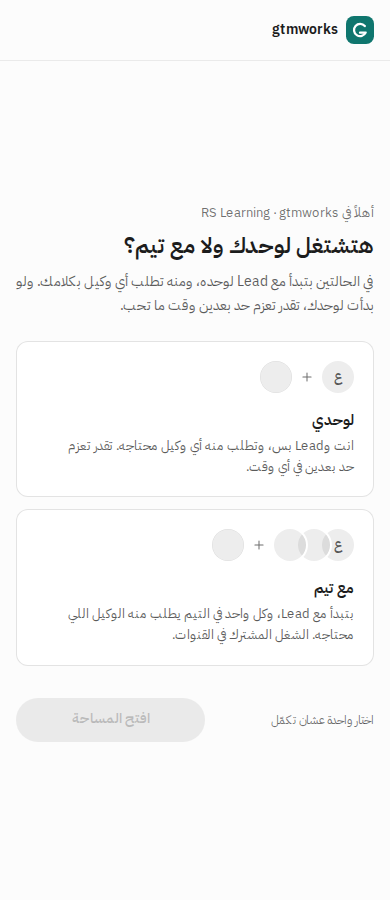 gtmworks
أهلاً في RS Learning · gtmworks
هتشتغل لوحدك ولا مع تيم؟
في الحالتين بتبدأ مع Lead لوحده، ومنه تطلب أي وكيل بكلامك. ولو
بدأت لوحدك، تقدر تعزم حد بعدين وقت ما تحب.
ع +
لوحدي
انت وLead بس، وتطلب منه أي وكيل محتاجه. تقدر تعزم
حد بعدين في أي وقت.
ع +
مع تيم
بتبدأ مع Lead، وكل واحد في التيم يطلب منه الوكيل اللي
محتاجه. الشغل المشترك في القنوات.
اختار واحدة عشان تكمّل
افتح المساحة